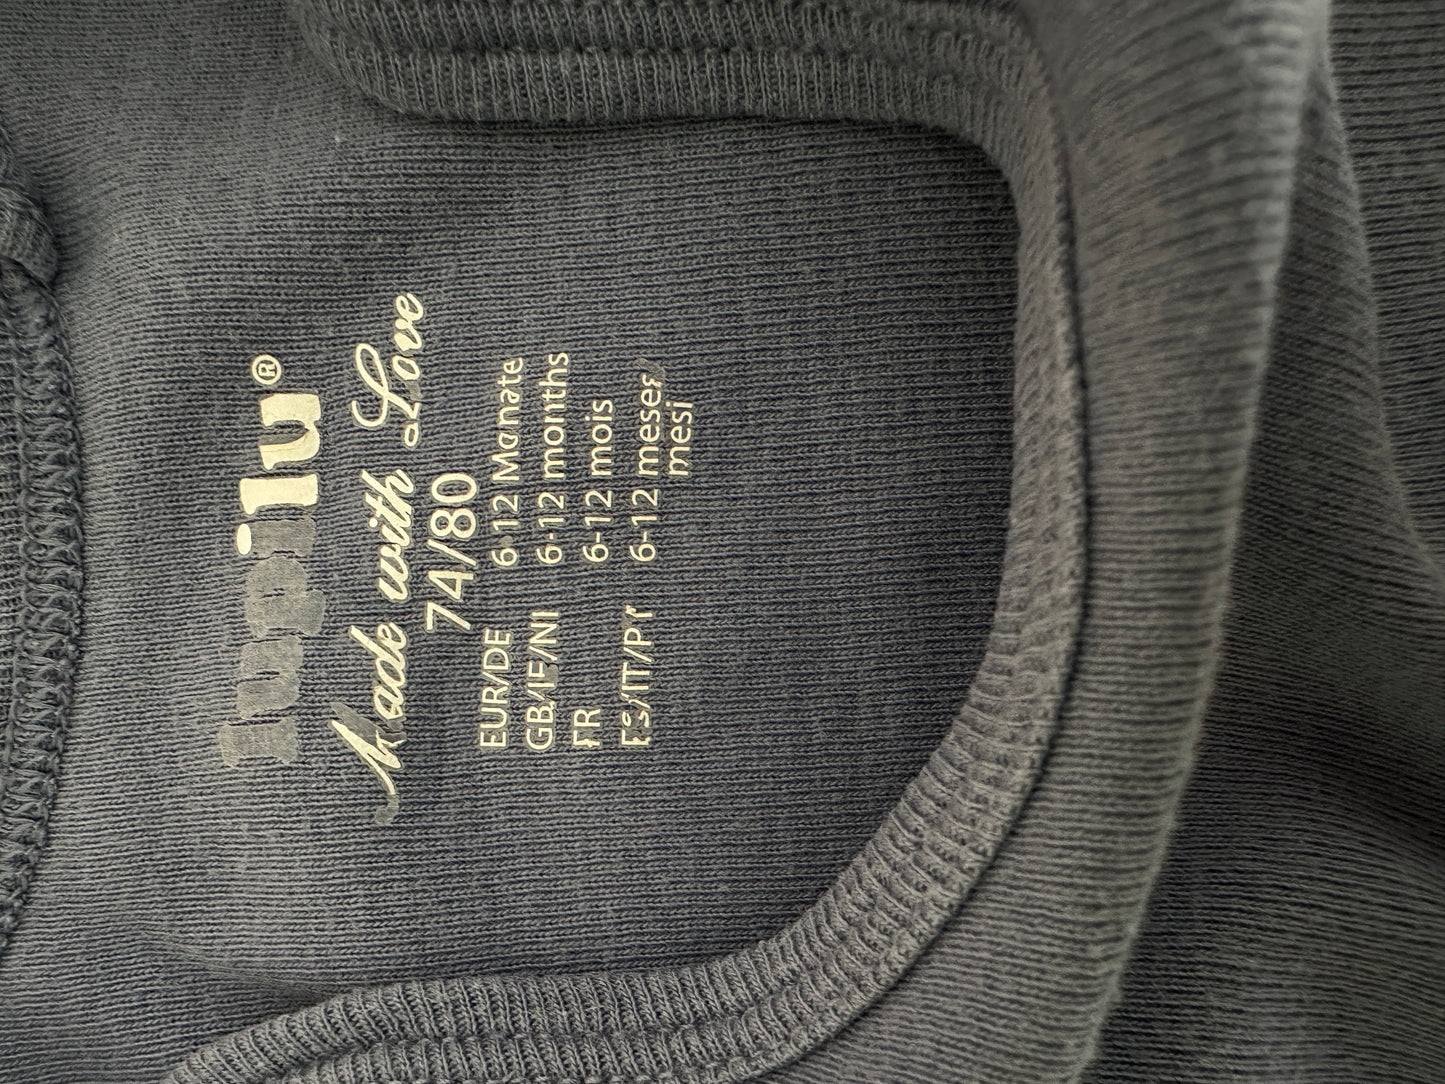 lupilu®
Made with Love
74/80
EUR/DE 6-12 Monate
GB/IE/NI 6-12 months
FR 6-12 mois
ES/IT/PT 6-12 meses
mesi